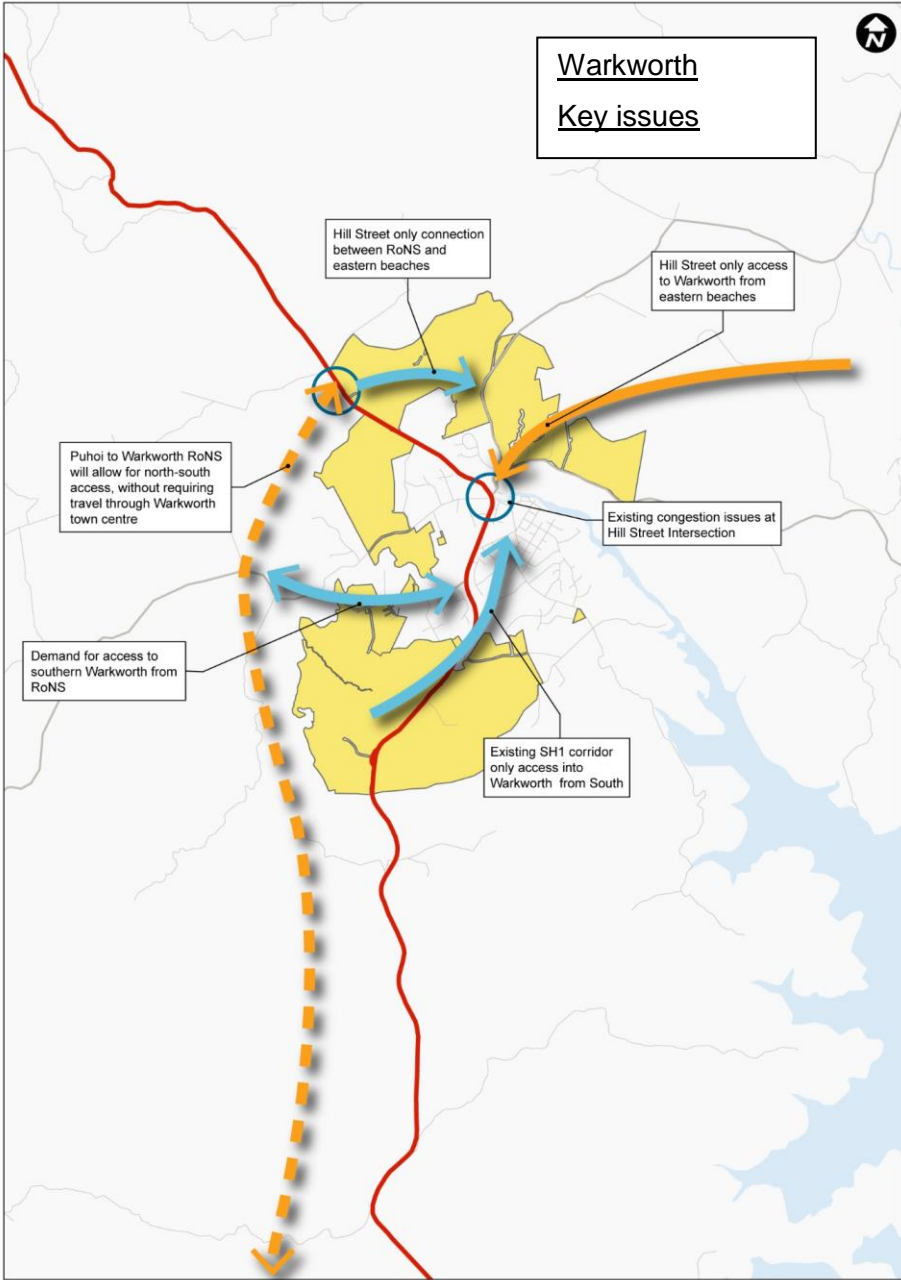 N
Warkworth
Key issues
Hill Street only connection
between RoNS and
eastern beaches
Hill Street only access
to Warkworth from
eastern beaches
Puhoi to Warkworth RoNS
will allow for north-south
access, without requiring
travel through Warkworth
town centre
Existing congestion issues at
Hill Street Intersection
Demand for access to
southern Warkworth from
RoNS
Existing SH1 corridor
only access into
Warkworth from South